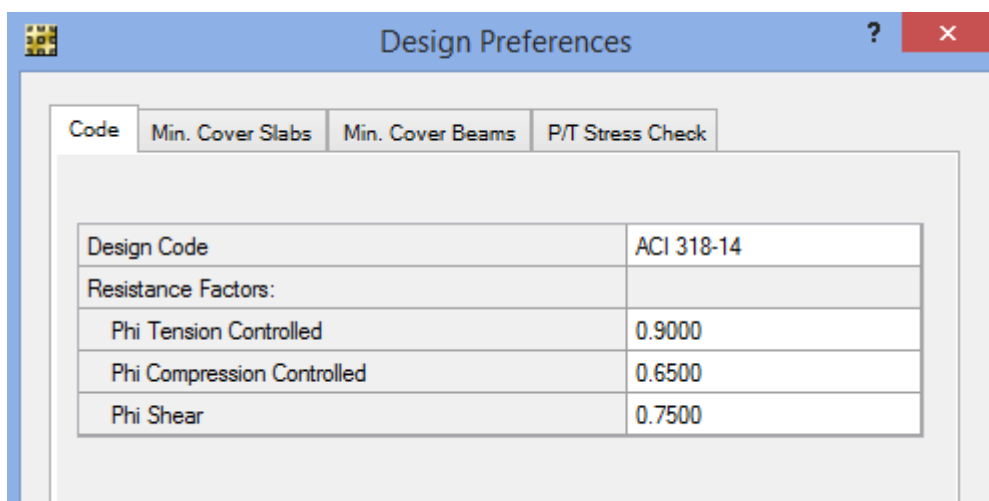 Design Preferences ? ×
Code Min. Cover Slabs Min. Cover Beams P/T Stress Check
Design Code ACI 318-14
Resistance Factors:
Phi Tension Controlled 0.9000
Phi Compression Controlled 0.6500
Phi Shear 0.7500